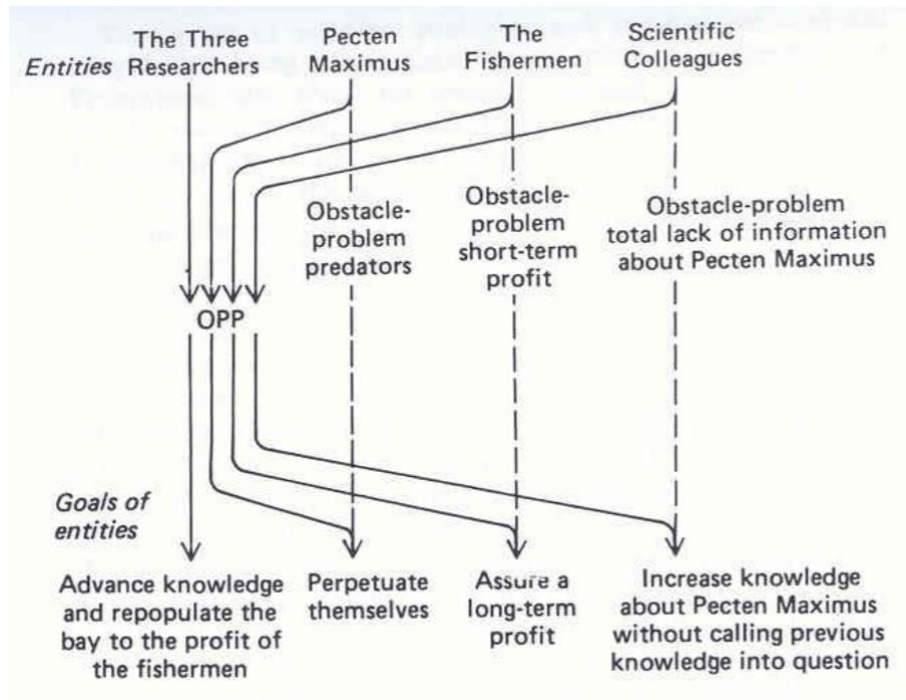 Entities
The Three
Researchers
Pecten
Maximus
The
Fishermen
Scientific
Colleagues
Obstacle-
problem
predators
Obstacle-
problem
short-term
profit
Obstacle-problem
total lack of information
about Pecten Maximus
OPP
Goals of
entities
Advance knowledge
and repopulate the
bay to the profit of
the fishermen
Perpetuate
themselves
Assure a
long-term
profit
Increase knowledge
about Pecten Maximus
without calling previous
knowledge into question